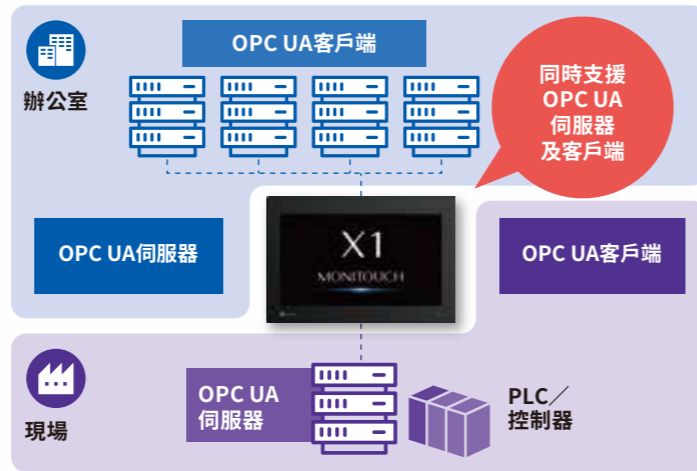 OPC UA客戶端
辦公室
同時支援
OPC UA
伺服器
及客戶端
OPC UA伺服器
X1
MONITOUCH
OPC UA客戶端
現場
OPC UA
伺服器
PLC／
控制器